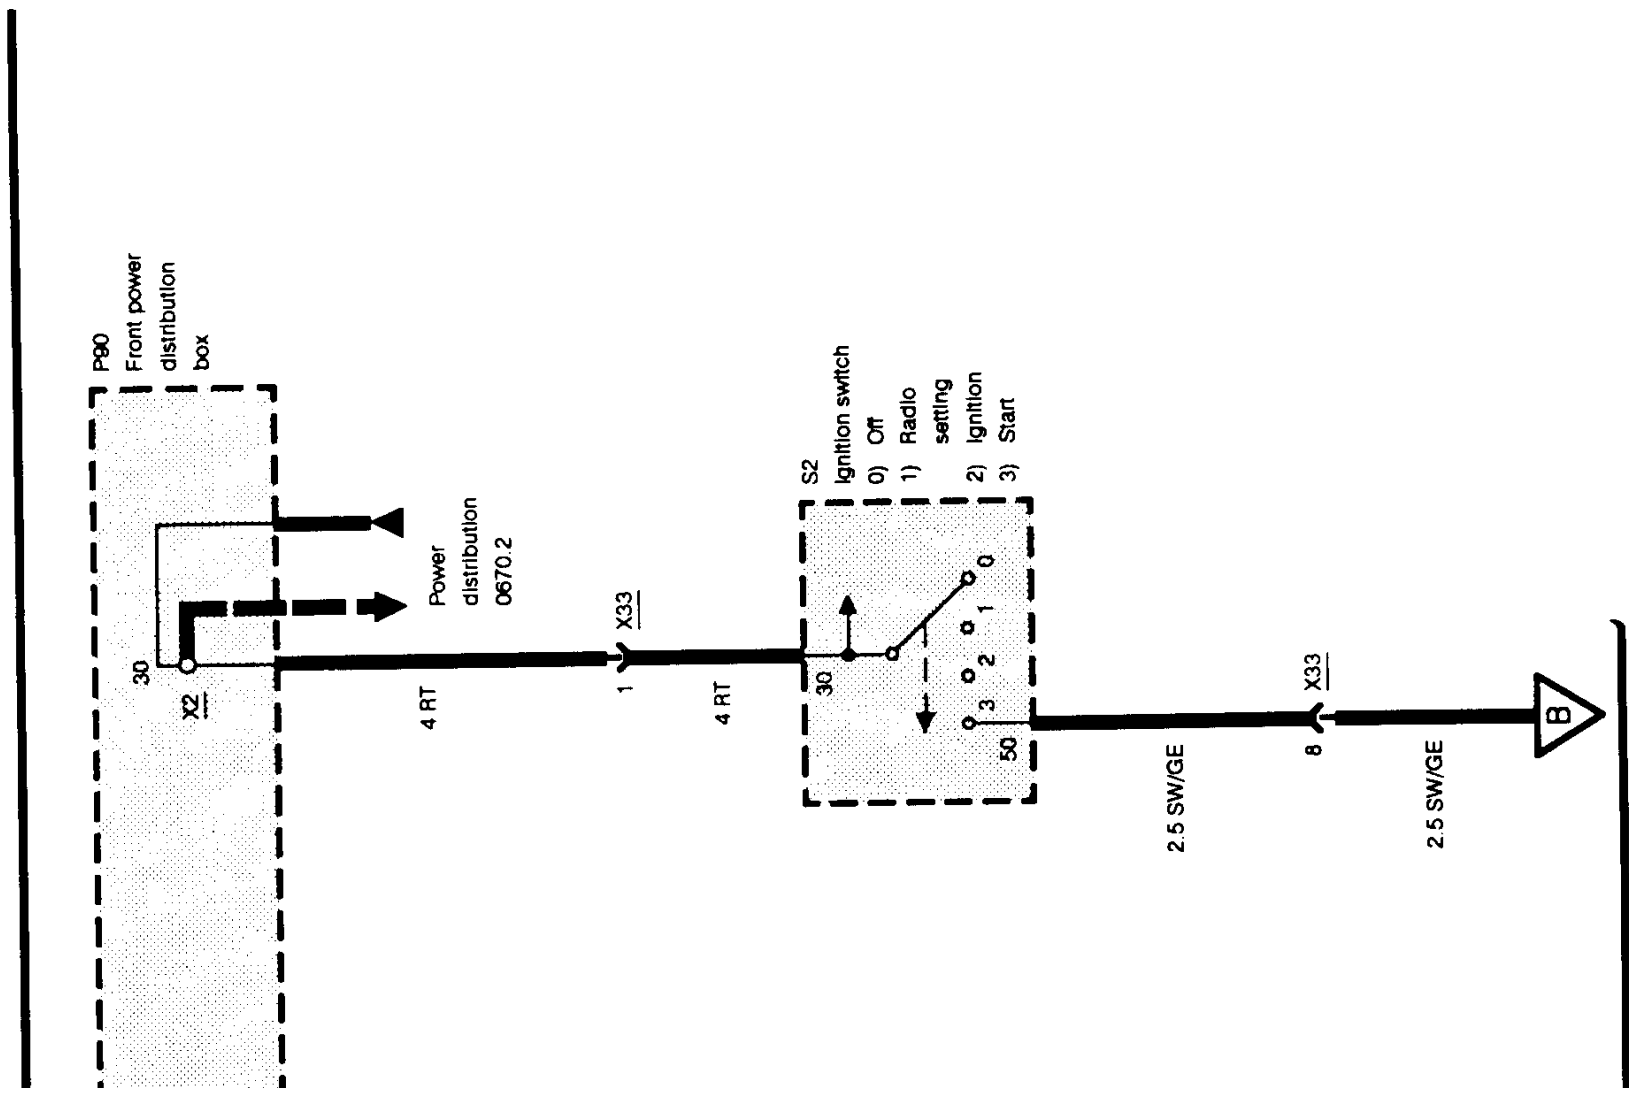 P90
Front power
distribution
box
30
X2
Power
distribution
0670.2
4 RT
X33
1
4 RT
S2
Ignition switch
0) Off
1) Radio
setting
2) Ignition
3) Start
30
0
1
2
3
50
2.5 SW/GE
X33
8
2.5 SW/GE
B